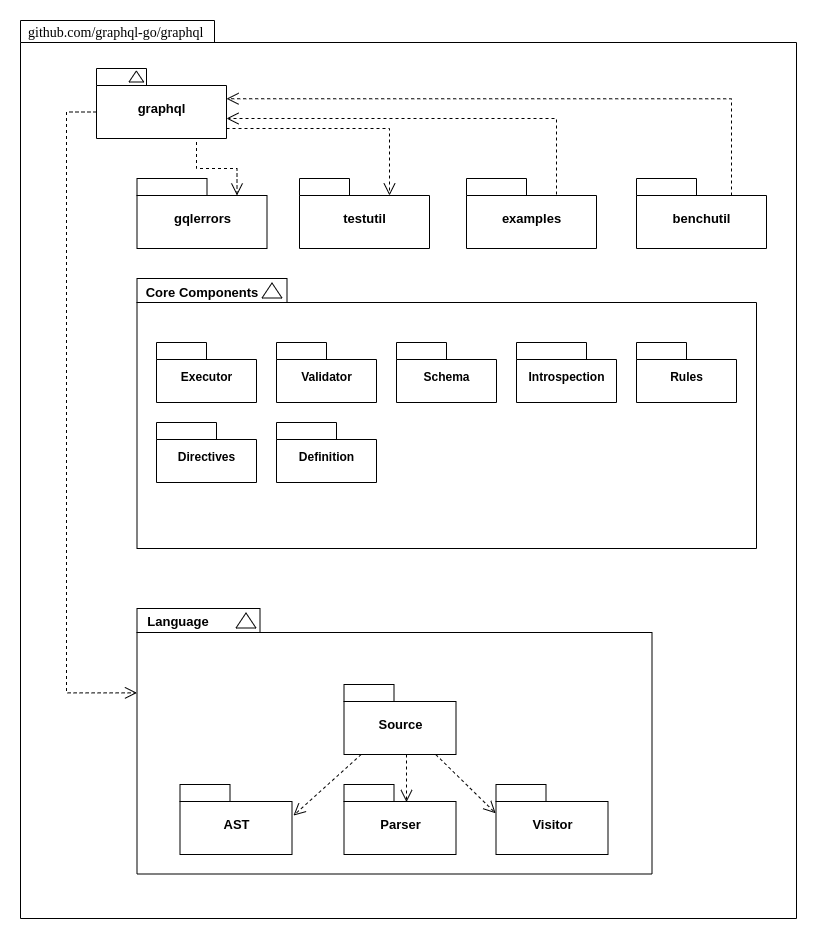 github.com/graphql-go/graphql
graphql
gqlerrors
testutil
examples
benchutil
Core Components
Executor
Validator
Schema
Introspection
Rules
Directives
Definition
Language
Source
AST
Parser
Visitor